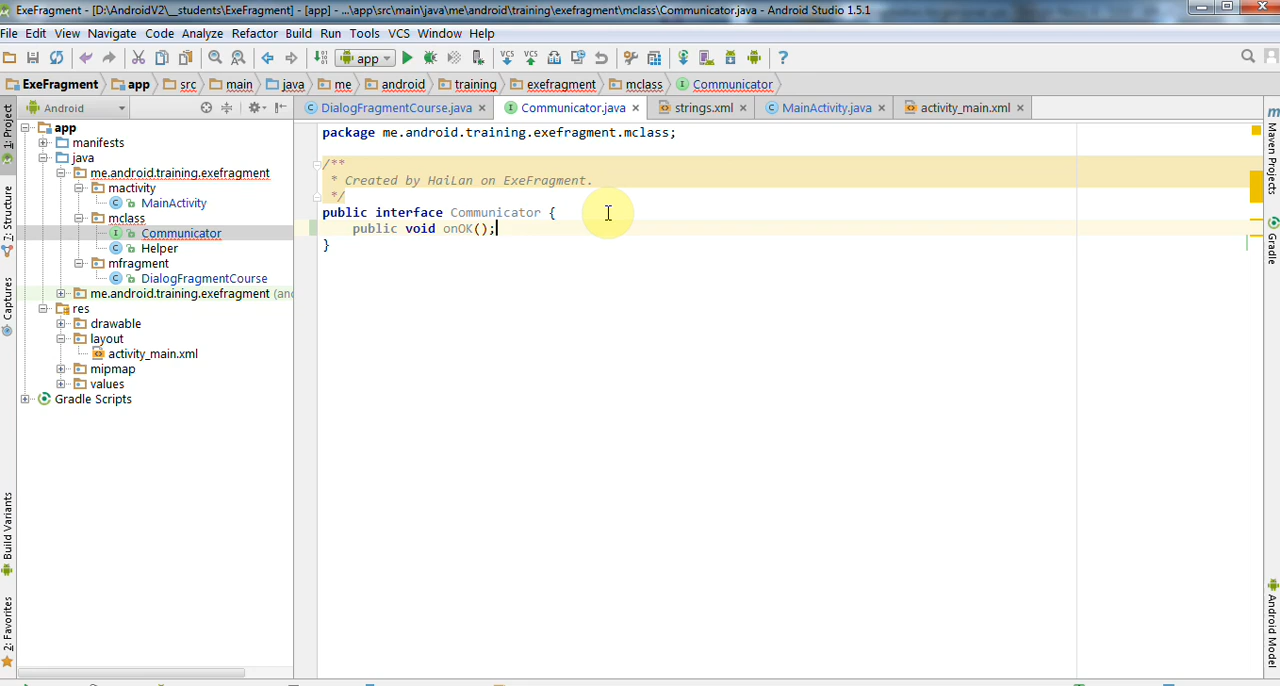 ExeFragment - [D:\AndroidV2\__students\ExeFragment] - [app] - ...\app\src\main\java\me\android\training\exefragment\mclass\Communicator.java - Android Studio 1.5.1
File Edit View Navigate Code Analyze Refactor Build Run Tools VCS Window Help
app
VCS VCS ?
ExeFragment app src main java me android training exefragment mclass Communicator
Android
DialogFragmentCourse.java Communicator.java strings.xml MainActivity.java activity_main.xml
1: Project
2: Structure
Captures
Build Variants
2: Favorites
app
manifests
java
me.android.training.exefragment
mactivity
MainActivity
mclass
Communicator
Helper
mfragment
DialogFragmentCourse
me.android.training.exefragment (and
res
drawable
layout
activity_main.xml
mipmap
values
Gradle Scripts
package me.android.training.exefragment.mclass;
/**
* Created by HaiLan on ExeFragment.
*/
public interface Communicator {
public void onOK();
}
Maven Projects
Gradle
Android Model